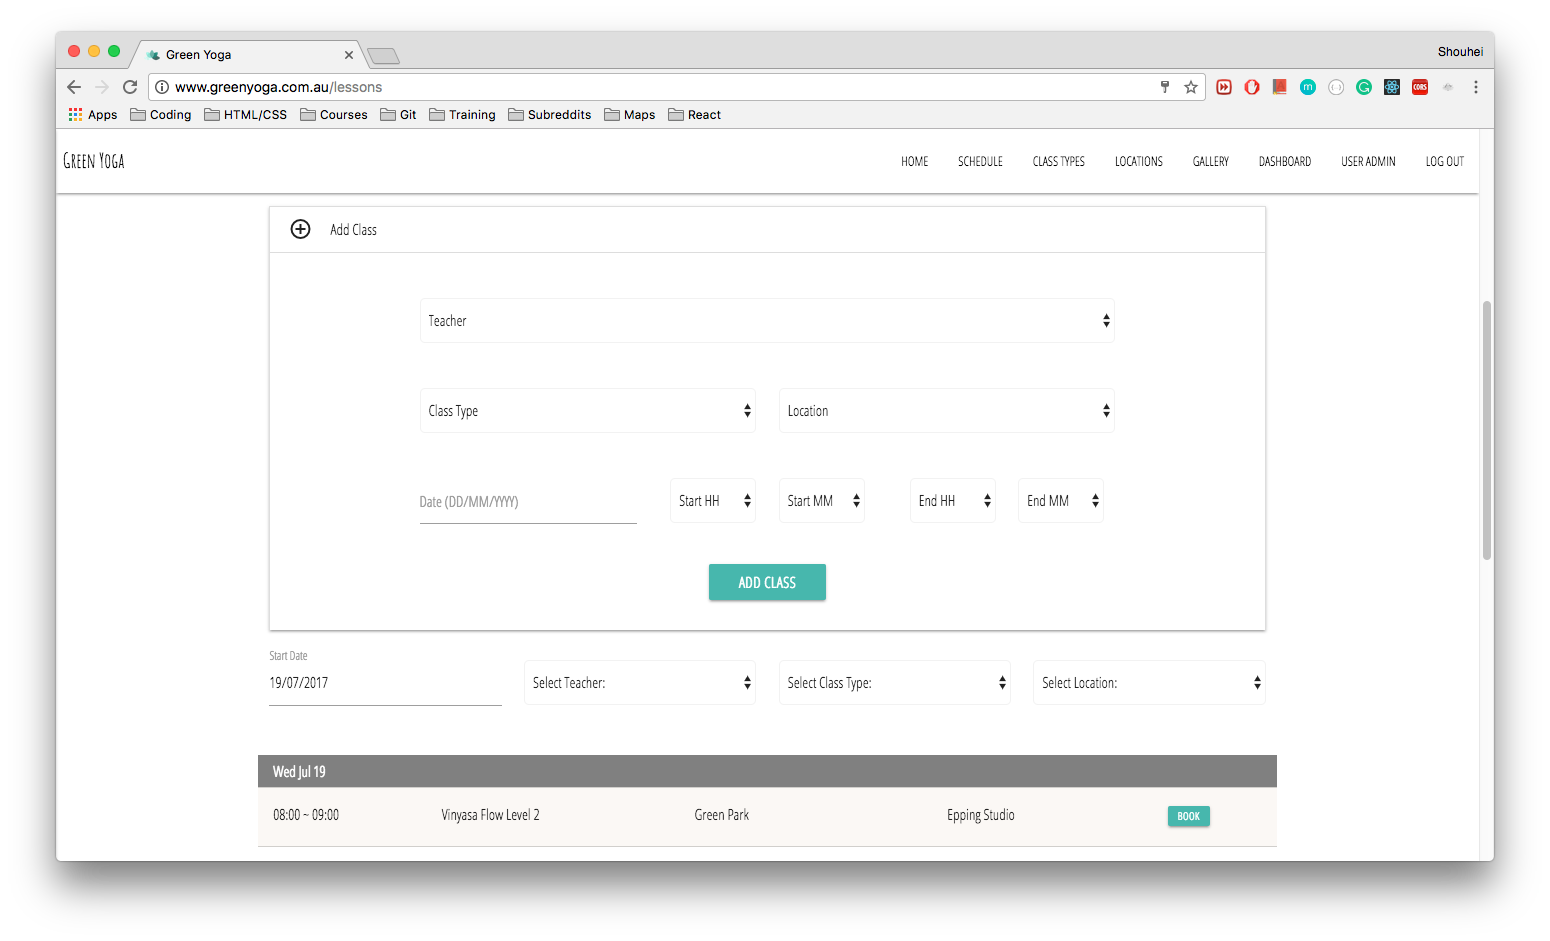 Green Yoga
Shouhei
www.greenyoga.com.au/lessons
m
CORS
Apps Coding HTML/CSS Courses Git Training Subreddits Maps React
Green Yoga
HOME SCHEDULE CLASS TYPES LOCATIONS GALLERY DASHBOARD USER ADMIN LOG OUT
Add Class
Teacher
Class Type Location
Date (DD/MM/YYYY) Start HH Start MM End HH End MM
ADD CLASS
Start Date
19/07/2017 Select Teacher: Select Class Type: Select Location:
Wed Jul 19
08:00 ~ 09:00 Vinyasa Flow Level 2 Green Park Epping Studio BOOK